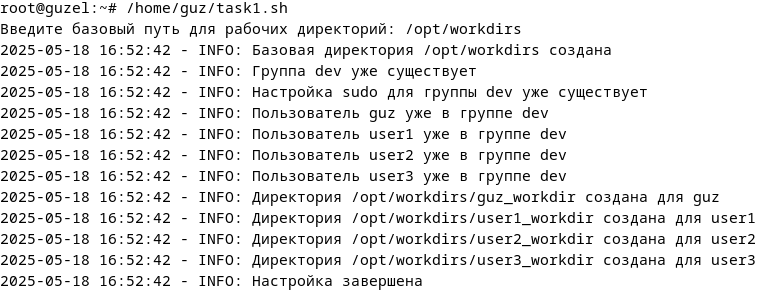 root@guzel:~# /home/guz/task1.sh
Введите базовый путь для рабочих директорий: /opt/workdirs
2025-05-18 16:52:42 - INFO: Базовая директория /opt/workdirs создана
2025-05-18 16:52:42 - INFO: Группа dev уже существует
2025-05-18 16:52:42 - INFO: Настройка sudo для группы dev уже существует
2025-05-18 16:52:42 - INFO: Пользователь guz уже в группе dev
2025-05-18 16:52:42 - INFO: Пользователь user1 уже в группе dev
2025-05-18 16:52:42 - INFO: Пользователь user2 уже в группе dev
2025-05-18 16:52:42 - INFO: Пользователь user3 уже в группе dev
2025-05-18 16:52:42 - INFO: Директория /opt/workdirs/guz_workdir создана для guz
2025-05-18 16:52:42 - INFO: Директория /opt/workdirs/user1_workdir создана для user1
2025-05-18 16:52:42 - INFO: Директория /opt/workdirs/user2_workdir создана для user2
2025-05-18 16:52:42 - INFO: Директория /opt/workdirs/user3_workdir создана для user3
2025-05-18 16:52:42 - INFO: Настройка завершена